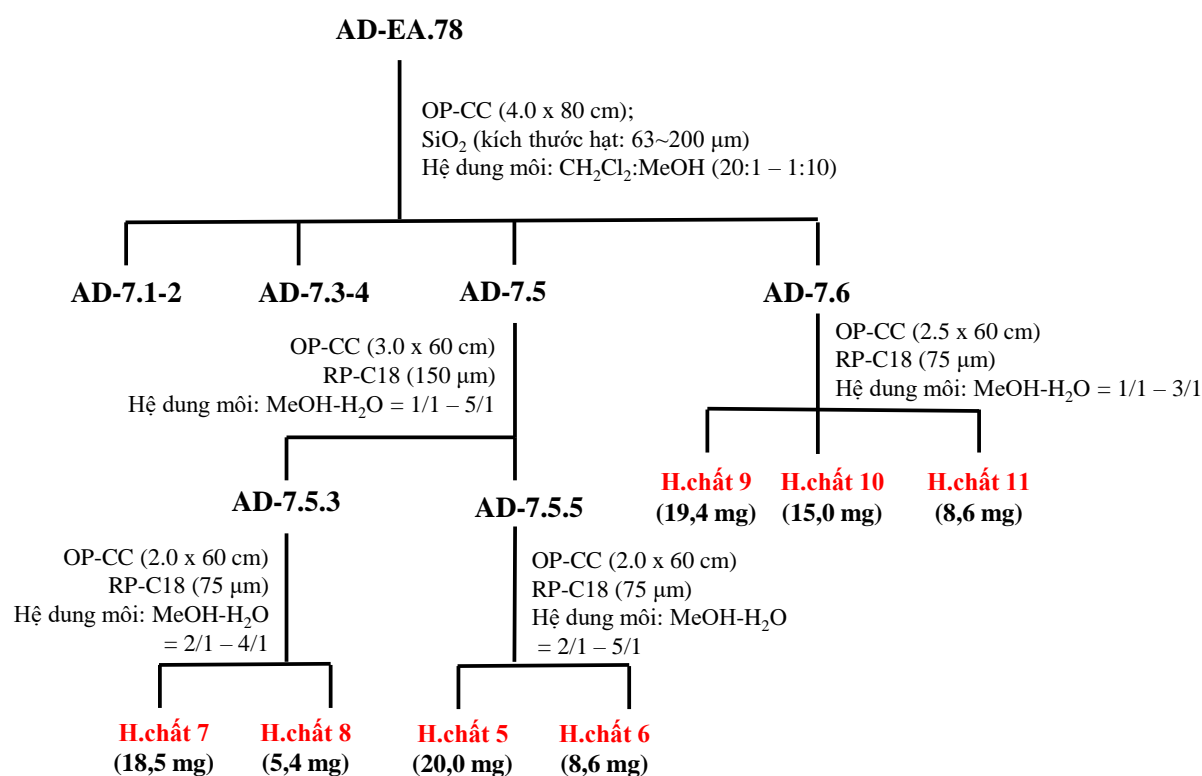 AD-EA.78
OP-CC (4.0 x 80 cm);
SiO₂ (kích thước hạt: 63~200 μm)
Hệ dung môi: CH₂Cl₂:MeOH (20:1 – 1:10)
AD-7.1-2
AD-7.3-4
AD-7.5
AD-7.6
OP-CC (3.0 x 60 cm)
RP-C18 (150 μm)
Hệ dung môi: MeOH-H₂O = 1/1 – 5/1
OP-CC (2.5 x 60 cm)
RP-C18 (75 μm)
Hệ dung môi: MeOH-H₂O = 1/1 – 3/1
H.chất 9
(19,4 mg)
H.chất 10
(15,0 mg)
H.chất 11
(8,6 mg)
AD-7.5.3
AD-7.5.5
OP-CC (2.0 x 60 cm)
RP-C18 (75 μm)
Hệ dung môi: MeOH-H₂O
= 2/1 – 4/1
OP-CC (2.0 x 60 cm)
RP-C18 (75 μm)
Hệ dung môi: MeOH-H₂O
= 2/1 – 5/1
H.chất 7
(18,5 mg)
H.chất 8
(5,4 mg)
H.chất 5
(20,0 mg)
H.chất 6
(8,6 mg)